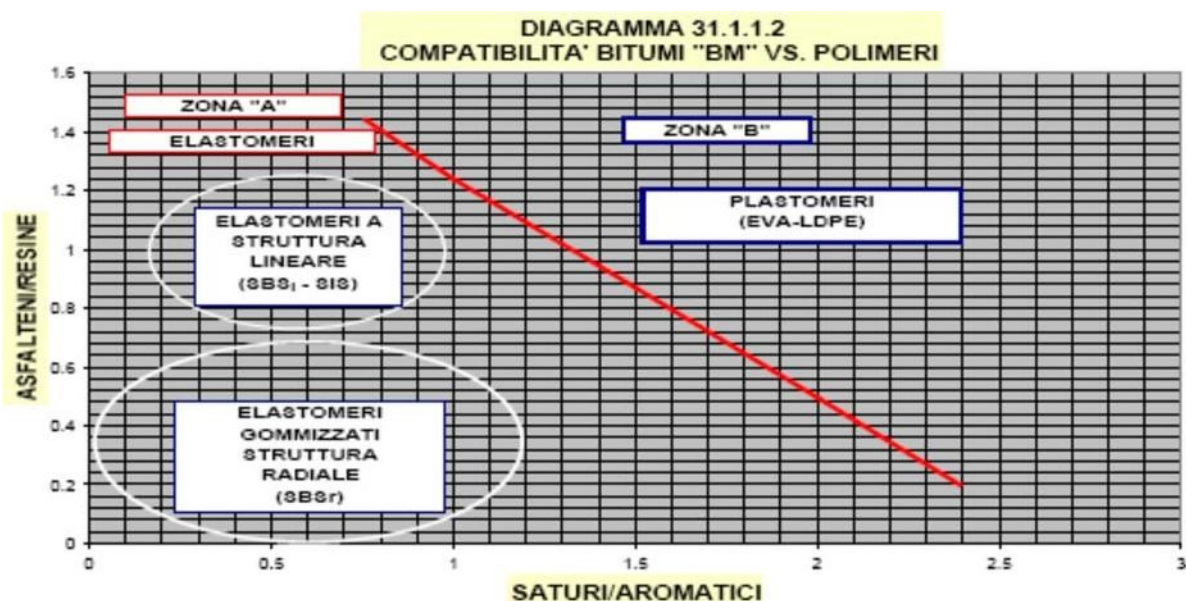 DIAGRAMMA 31.1.1.2
COMPATIBILITA' BITUMI "BM" VS. POLIMERI
1.6
1.4
1.2
1
0.8
0.6
0.4
0.2
0
ASFALTENI/RESINE
ZONA "A"
ELASTOMERI
ELASTOMERI A
STRUTTURA
LINEARE
(SBSl - SIS)
ELASTOMERI
GOMMIZZATI
STRUTTURA
RADIALE
(SBSr)
ZONA "B"
PLASTOMERI
(EVA-LDPE)
0 0.5 1 1.5 2 2.5 3
SATURI/AROMATICI